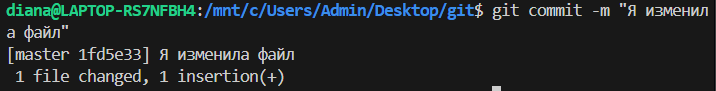 diana@LAPTOP-RS7NFBH4:/mnt/c/Users/Admin/Desktop/git$ git commit -m "Я изменил
а файл"
[master 1fd5e33] Я изменила файл
 1 file changed, 1 insertion(+)